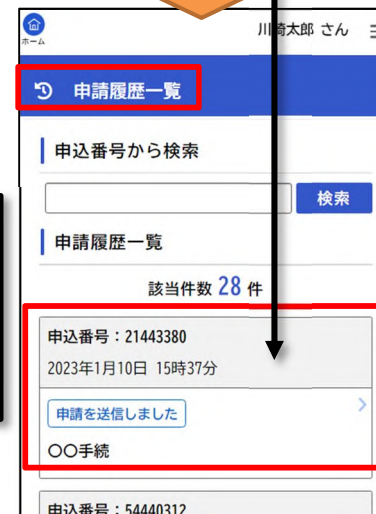 ホーム
川崎太郎 さん
申請履歴一覧
申込番号から検索
検索
申請履歴一覧
該当件数 28 件
申込番号：21443380
2023年1月10日 15時37分
申請を送信しました
〇〇手続
申込番号：54440312